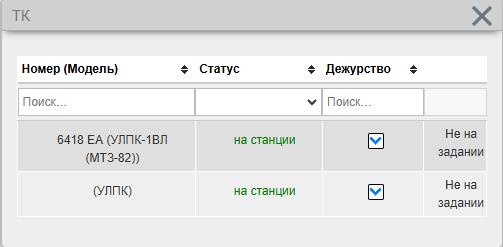 ТК
Номер (Модель) Статус Дежурство
Поиск... Поиск...
6418 ЕА (УЛПК-1ВЛ
(МТЗ-82)) на станции Не на
задании
(УЛПК) на станции Не на
задании